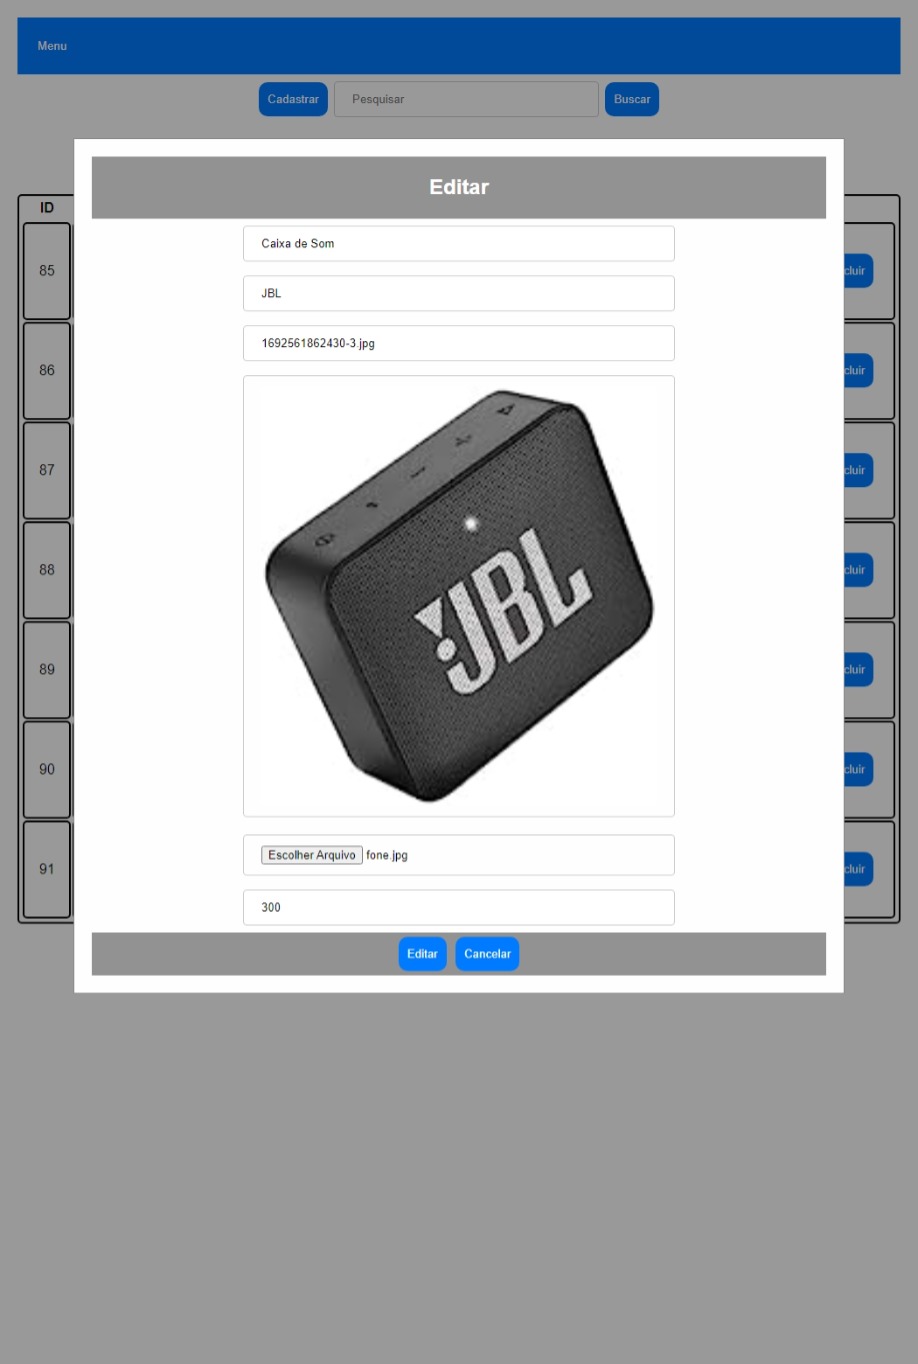 Menu
Cadastrar Pesquisar Buscar
Editar
ID
Caixa de Som
85
cluir
JBL
1692561862430-3.jpg
86
cluir
87
cluir
JBL
88
cluir
89
cluir
90
cluir
Escolher Arquivo fone.jpg
91
cluir
300
Editar Cancelar